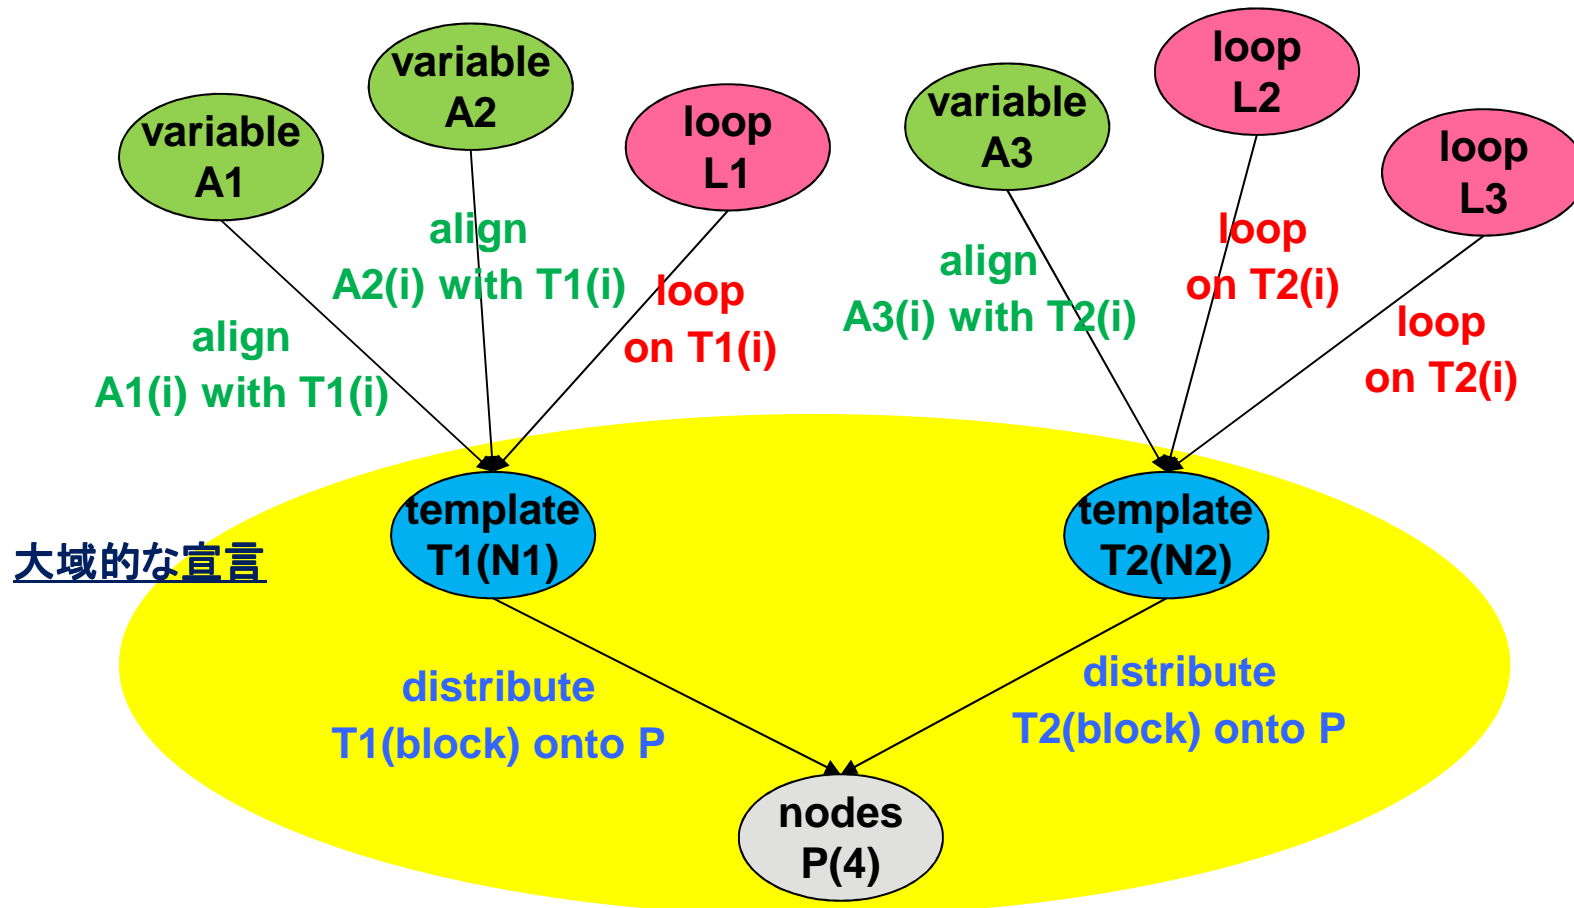 variable
A1
variable
A2
loop
L1
variable
A3
loop
L2
loop
L3
align
A2(i) with T1(i)
loop
on T1(i)
align
A1(i) with T1(i)
align
A3(i) with T2(i)
loop
on T2(i)
loop
on T2(i)
template
T1(N1)
template
T2(N2)
大域的な宣言
distribute
T1(block) onto P
distribute
T2(block) onto P
nodes
P(4)